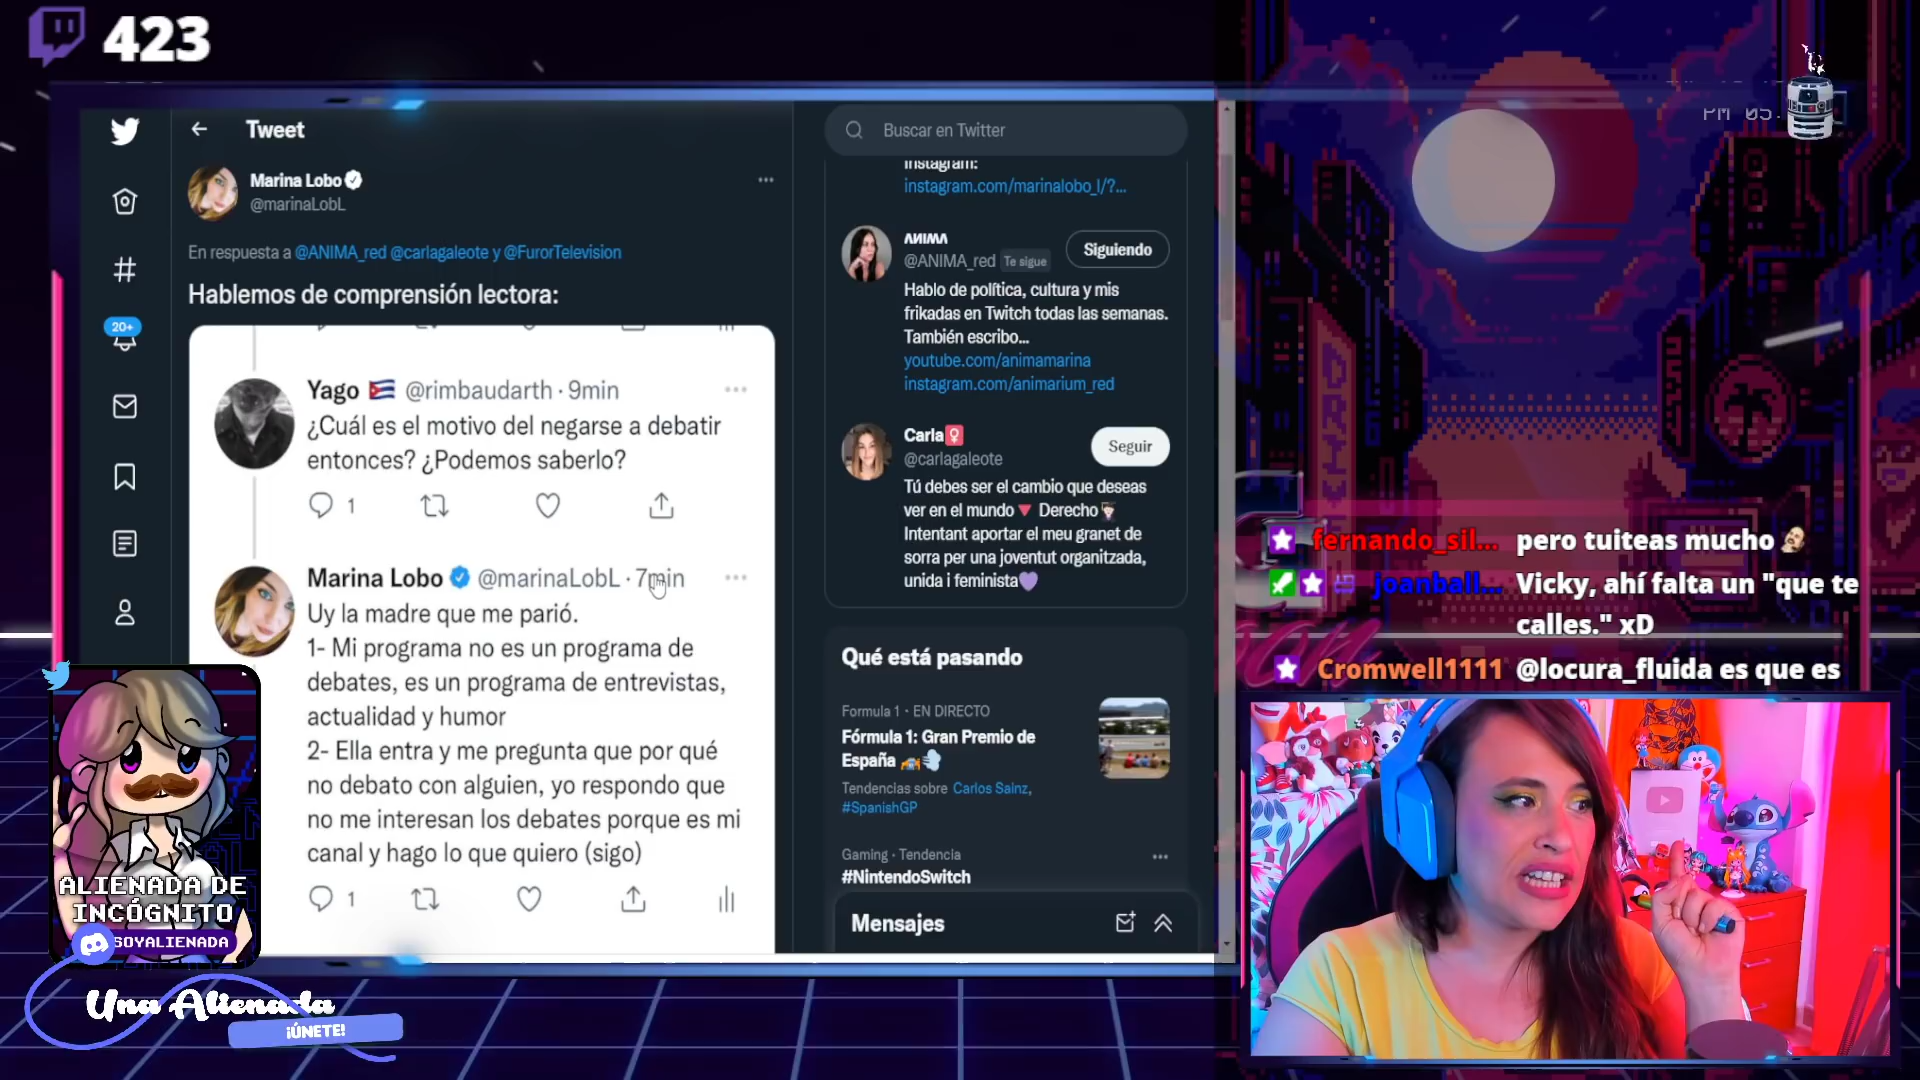 423
Tweet
Marina Lobo
@marinaLobL
En respuesta a @ANIMA_red @carlagaleote y @FurorTelevision
Hablemos de comprensión lectora:
Yago @rimbaudarth · 9min
¿Cuál es el motivo del negarse a debatir
entonces? ¿Podemos saberlo?
1
Marina Lobo @marinaLobL · 7min
Uy la madre que me parió.
1- Mi programa no es un programa de
debates, es un programa de entrevistas,
actualidad y humor
2- Ella entra y me pregunta que por qué
no debato con alguien, yo respondo que
no me interesan los debates porque es mi
canal y hago lo que quiero (sigo)
1
20+
Buscar en Twitter
instagram:
instagram.com/marinalobo_l/?...
ANIMA
@ANIMA_red Te sigue
Siguiendo
Hablo de política, cultura y mis
frikadas en Twitch todas las semanas.
También escribo...
youtube.com/animamarina
instagram.com/animarium_red
Carla
@carlagaleote
Seguir
Tú debes ser el cambio que deseas
ver en el mundo Derecho
Intentant aportar el meu granet de
sorra per una joventut organitzada,
unida i feminista
Qué está pasando
Formula 1 · EN DIRECTO
Fórmula 1: Gran Premio de
España
Tendencias sobre Carlos Sainz,
#SpanishGP
Gaming · Tendencia
#NintendoSwitch
Mensajes
PM 05
fernando_sil... pero tuiteas mucho
joanball... Vicky, ahí falta un "que te
calles." xD
Cromwell1111 @locura_fluida es que es
ALIENADA DE
INCÓGNITO
SOYALIENADA
Una Alienada
¡ÚNETE!